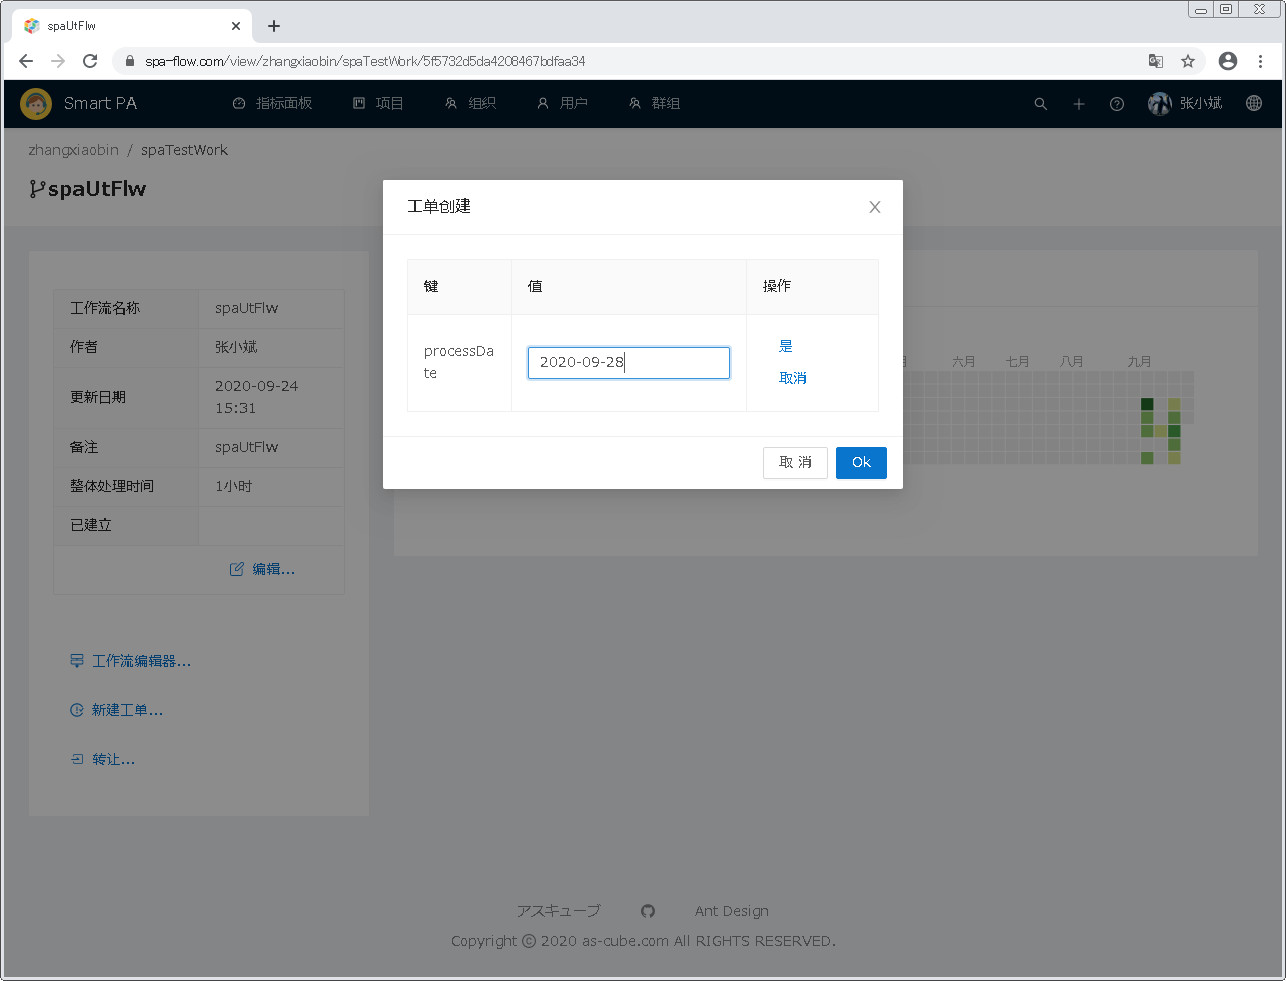 spaUtFlw
spa-flow.com/view/zhangxiaobin/spaTestWork/5f5732d5da4208467bdfaa34
Smart PA
指标面板
项目
组织
用户
群组
张小斌
zhangxiaobin / spaTestWork
spaUtFlw
工单创建
键
值
操作
processDa
te
2020-09-28
是
取消
取 消
Ok
工作流名称
spaUtFlw
作者
张小斌
更新日期
2020-09-24
15:31
备注
spaUtFlw
整体处理时间
1小时
已建立
编辑...
月
六月
七月
八月
九月
工作流编辑器...
新建工单...
转让...
アスキューブ
Ant Design
Copyright © 2020 as-cube.com All RIGHTS RESERVED.